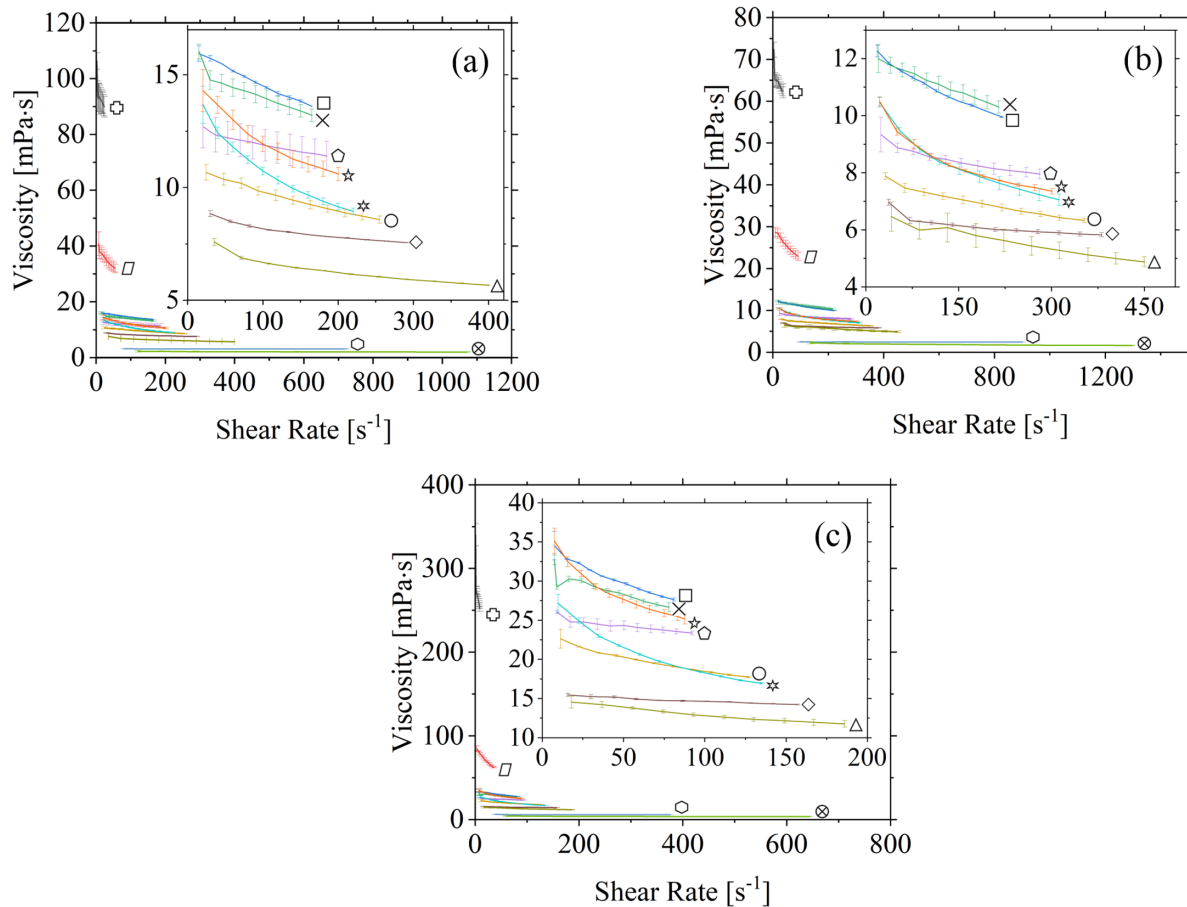 120
100
80
60
40
20
0
0 200 400 600 800 1000 1200
Viscosity [mPa·s]
Shear Rate [s⁻¹]
15
10
5
0 100 200 300 400
(a)
80
70
60
50
40
30
20
10
0
0 400 800 1200
Viscosity [mPa·s]
Shear Rate [s⁻¹]
12
10
8
6
4
0 150 300 450
(b)
400
300
200
100
0
0 200 400 600 800
Viscosity [mPa·s]
Shear Rate [s⁻¹]
40
35
30
25
20
15
10
0 50 100 150 200
(c)